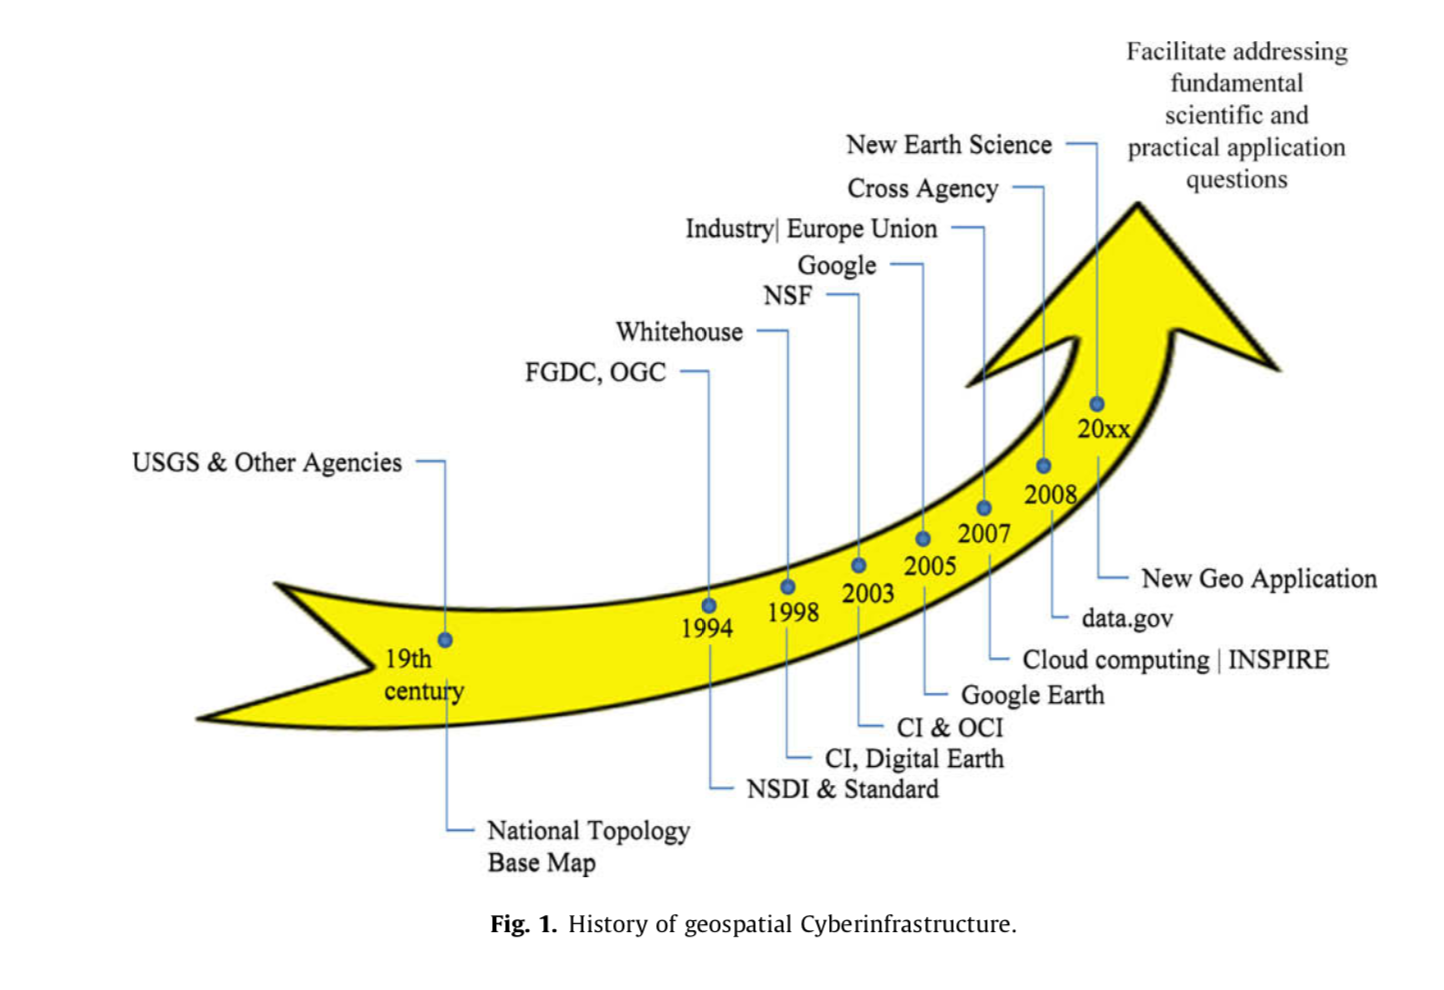 Facilitate addressing
fundamental
scientific and
practical application
questions
New Earth Science
Cross Agency
Industry| Europe Union
Google
NSF
Whitehouse
FGDC, OGC
USGS & Other Agencies
20xx
2008
2007
2005
2003
1998
1994
19th
century
New Geo Application
data.gov
Cloud computing | INSPIRE
Google Earth
CI & OCI
CI, Digital Earth
NSDI & Standard
National Topology
Base Map
Fig. 1. History of geospatial Cyberinfrastructure.